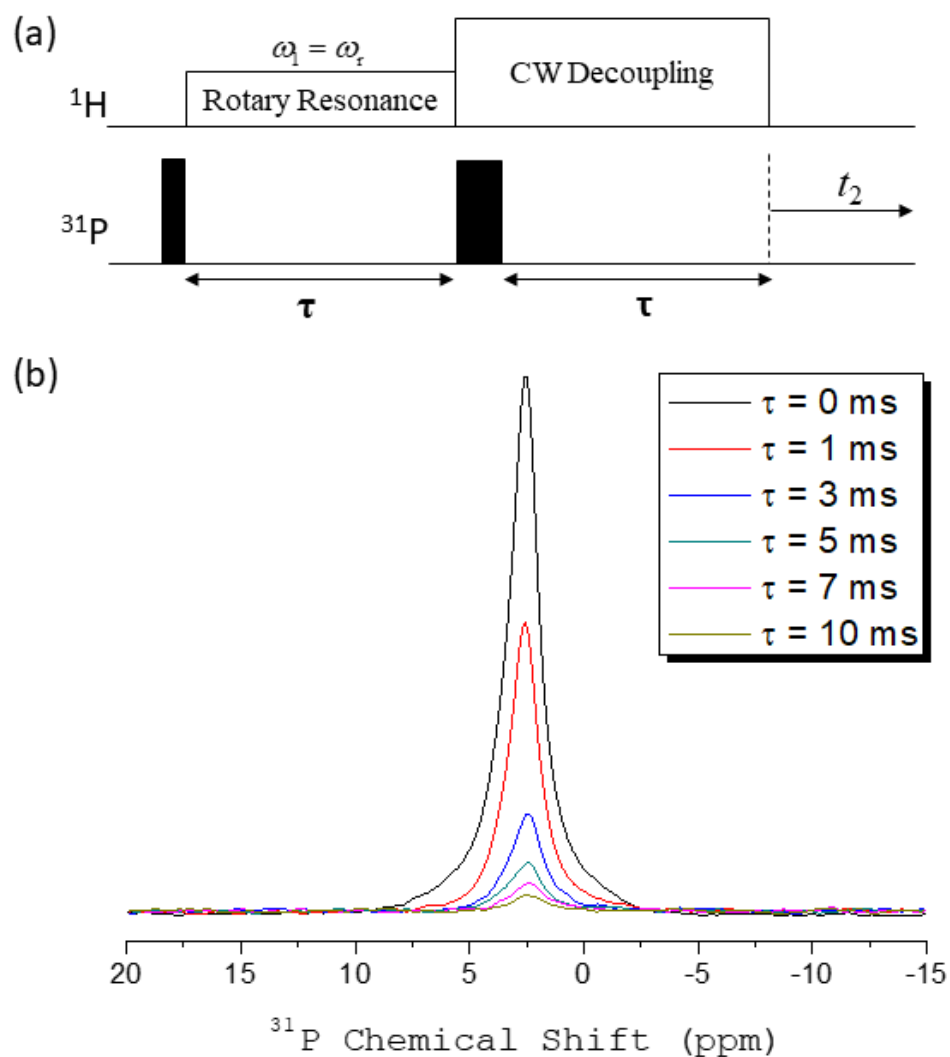 (a)
ω₁ = ωᵣ
¹H
Rotary Resonance
CW Decoupling
³¹P
t₂
τ
τ
(b)
τ = 0 ms
τ = 1 ms
τ = 3 ms
τ = 5 ms
τ = 7 ms
τ = 10 ms
20 15 10 5 0 -5 -10 -15
³¹P Chemical Shift (ppm)